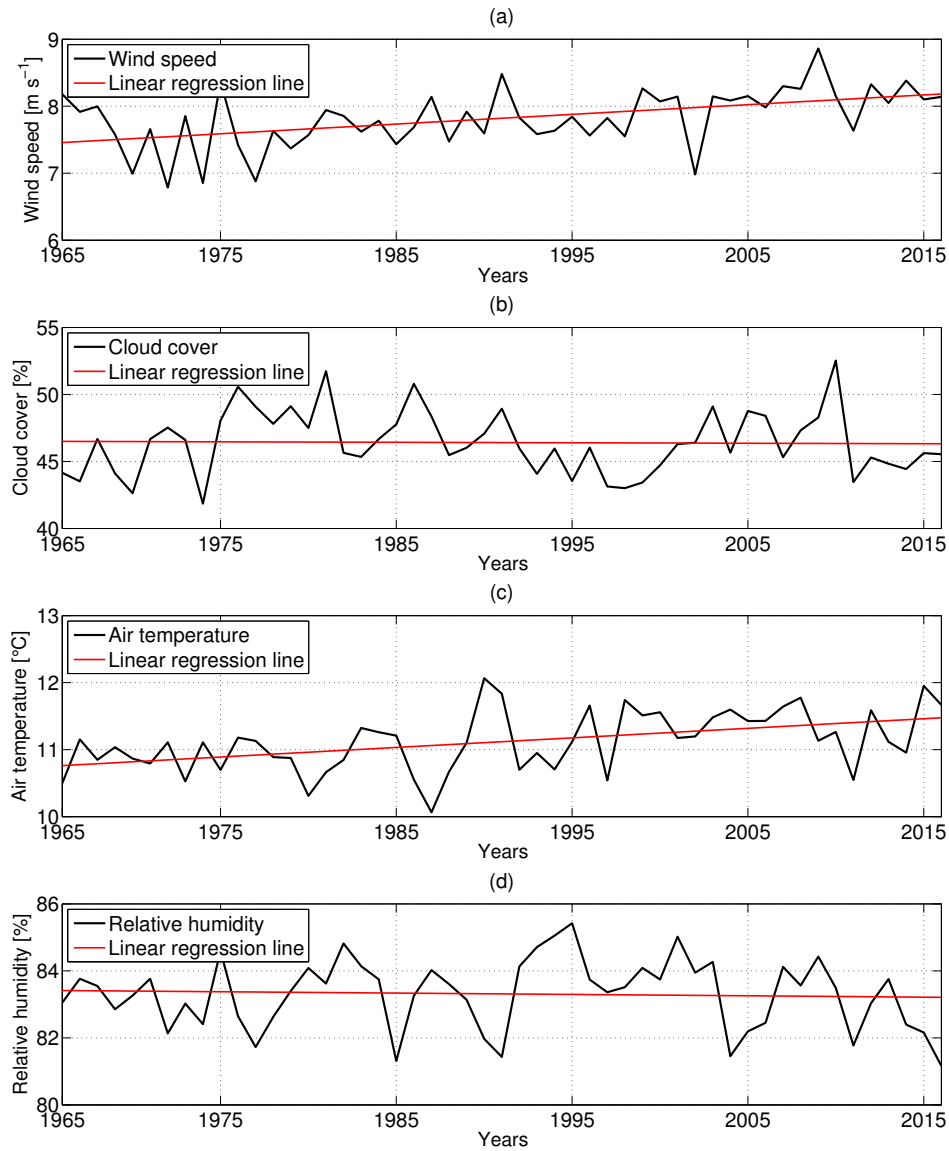 (a)
9
8
7
6
Wind speed [m s⁻¹]
Wind speed
Linear regression line
1965 1975 1985 1995 2005 2015
Years
(b)
55
50
45
40
Cloud cover [%]
Cloud cover
Linear regression line
1965 1975 1985 1995 2005 2015
Years
(c)
13
12
11
10
Air temperature [°C]
Air temperature
Linear regression line
1965 1975 1985 1995 2005 2015
Years
(d)
86
84
82
80
Relative humidity [%]
Relative humidity
Linear regression line
1965 1975 1985 1995 2005 2015
Years